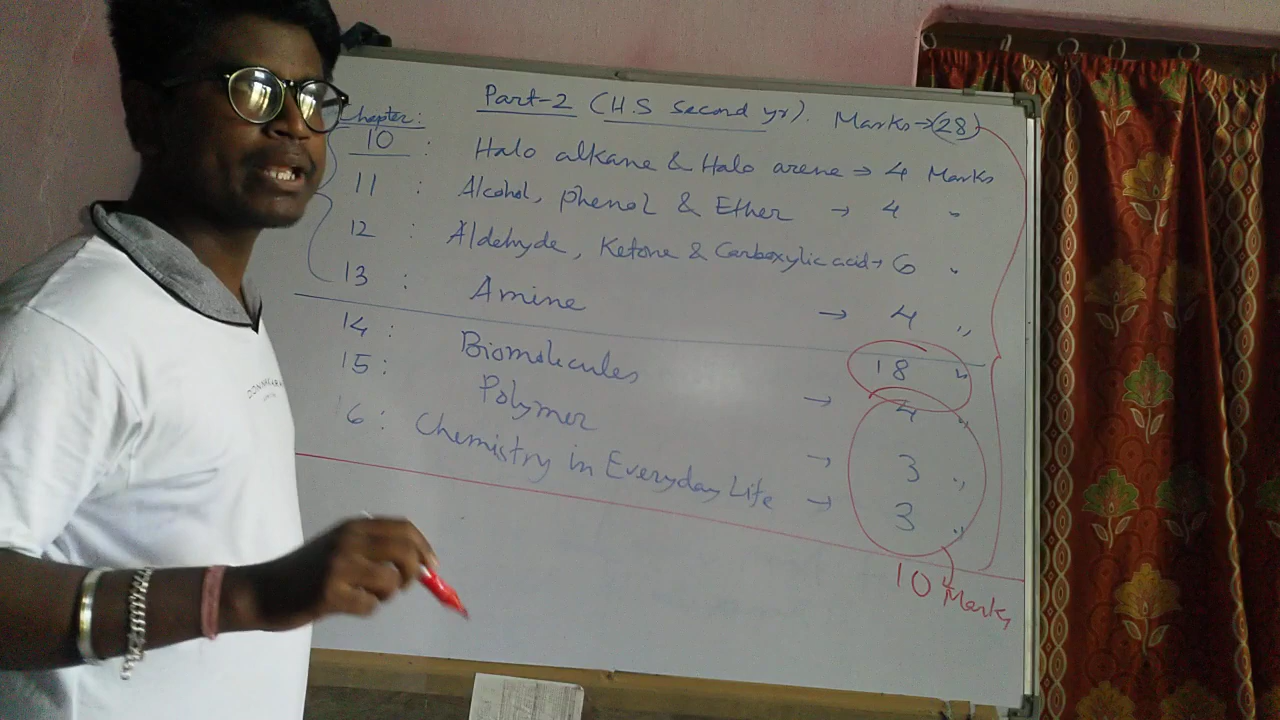 Part-2 (H.S Second yr). Marks→(28)
Chapter:
10 : Halo alkane & Halo arene → 4 Marks
11 : Alcohol, phenol & Ether → 4 "
12 : Aldehyde, Ketone & Carboxylic acid → 6 "
13 : Amine → 4 "
18 "
14 : Biomolecules → 4 "
15 : Polymer → 3 "
16 : Chemistry in Everyday Life → 3 "
10 Marks